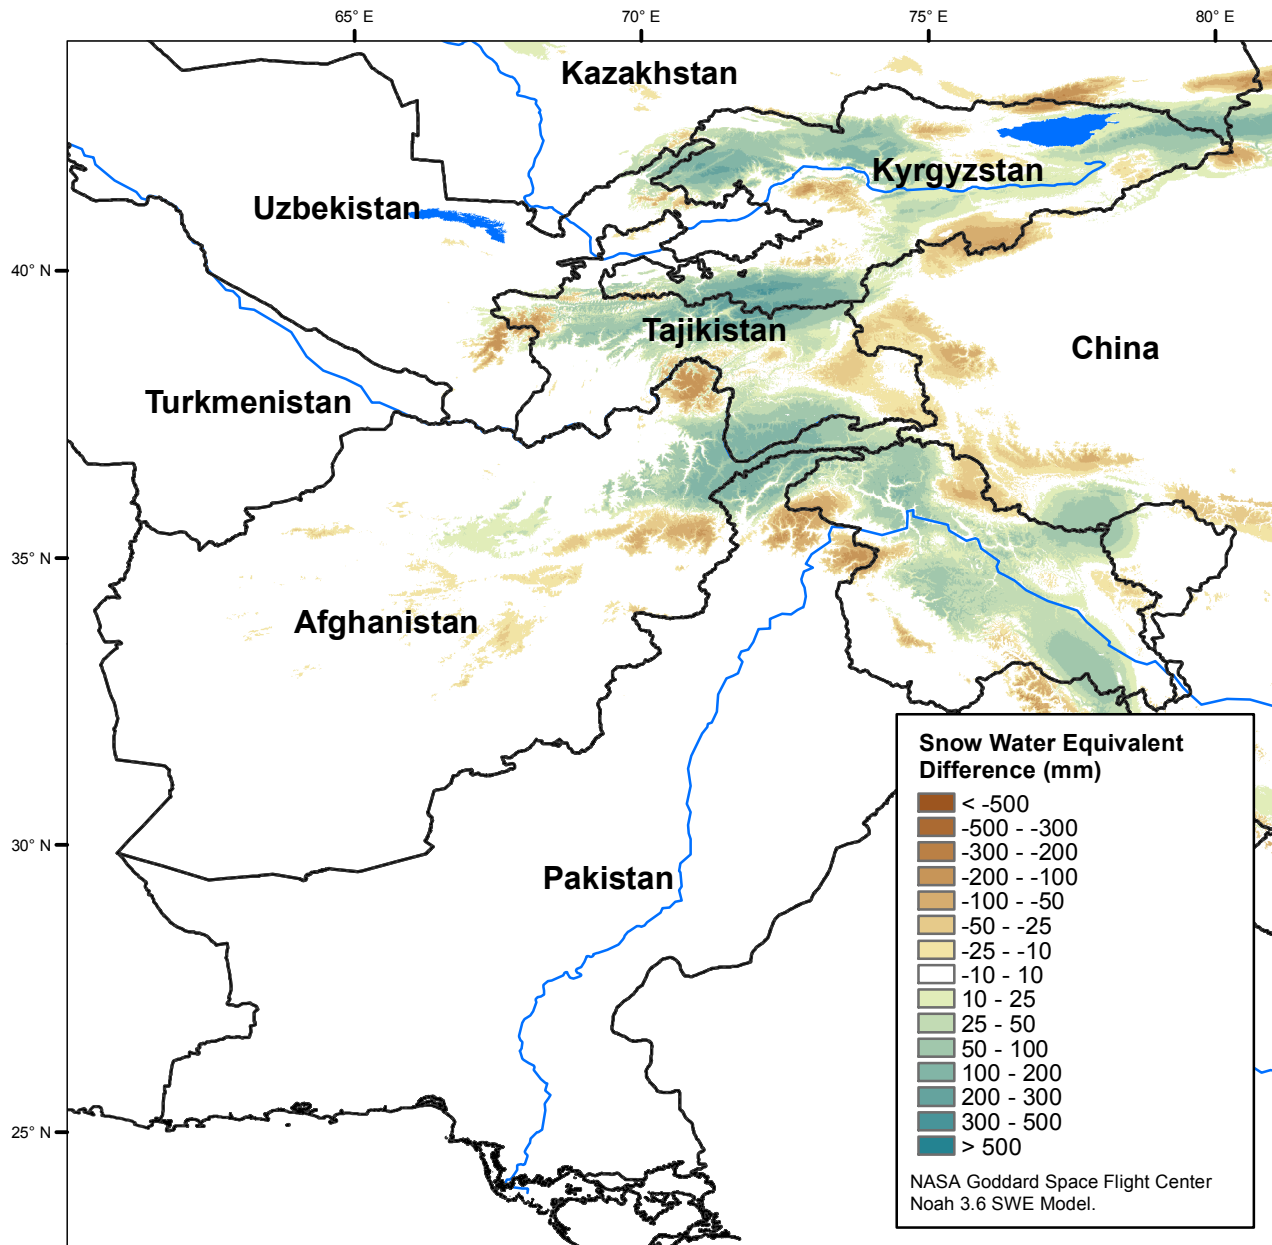 65° E
70° E
75° E
80° E
Kazakhstan
Kyrgyzstan
Uzbekistan
40° N
Tajikistan
China
Turkmenistan
35° N
Afghanistan
30° N
Pakistan
25° N
Snow Water Equivalent
Difference (mm)
< -500
-500 - -300
-300 - -200
-200 - -100
-100 - -50
-50 - -25
-25 - -10
-10 - 10
10 - 25
25 - 50
50 - 100
100 - 200
200 - 300
300 - 500
> 500
NASA Goddard Space Flight Center
Noah 3.6 SWE Model.